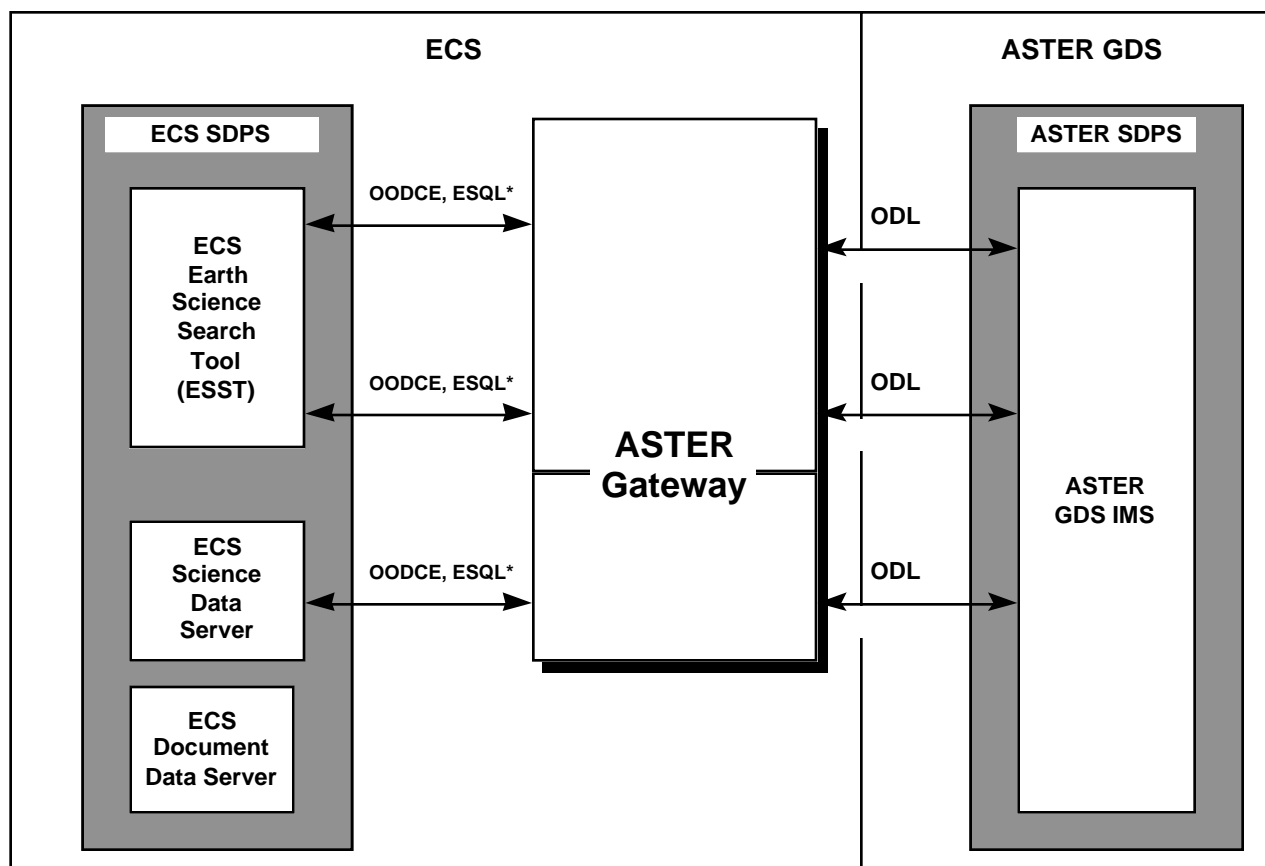 ECS
ASTER GDS
ECS SDPS
ASTER SDPS
ECS
Earth
Science
Search
Tool
(ESST)
OODCE, ESQL*
ODL
OODCE, ESQL*
ODL
ASTER
Gateway
ASTER
GDS IMS
ECS
Science
Data
Server
OODCE, ESQL*
ODL
ECS
Document
Data Server